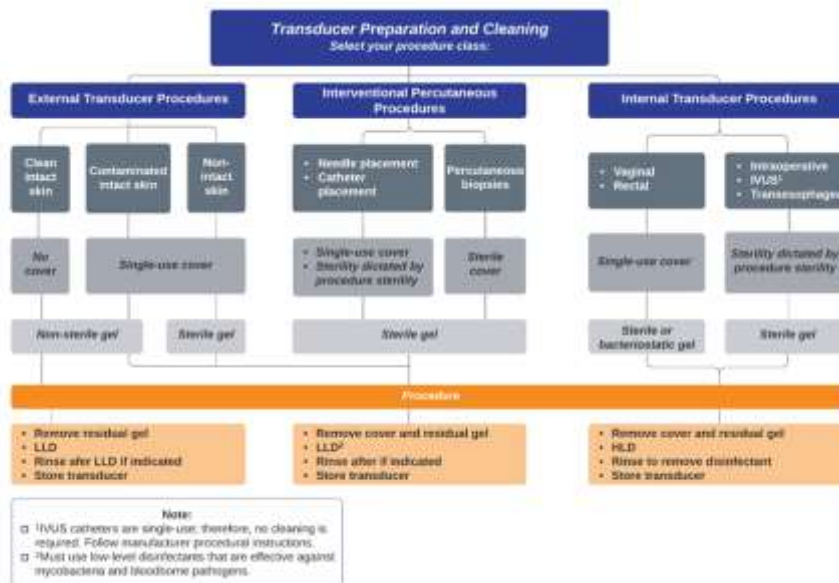 Transducer Preparation and Cleaning
Select your procedure class:
External Transducer Procedures
Interventional Percutaneous
Procedures
Internal Transducer Procedures
Clean
intact
skin
Contaminated
intact skin
Non-
intact
skin
• Needle placement
• Catheter
placement
Percutaneous
biopsies
• Vaginal
• Rectal
• Intraoperative
• IVUS¹
• Transesophageal
No
cover
Single-use cover
• Single-use cover
• Sterility dictated by
procedure sterility
Sterile
cover
Single-use cover
Sterility dictated by
procedure sterility
Non-sterile gel
Sterile gel
Sterile gel
Sterile or
bacteriostatic gel
Sterile gel
Procedure
• Remove residual gel
• LLD
• Rinse afer LLD if indicated
• Store transducer
• Remove cover and residual gel
• LLD²
• Rinse after if indicated
• Store transducer
• Remove cover and residual gel
• HLD
• Rinse to remove disinfectant
• Store transducer
Note:
□ ¹IVUS catheters are single-use; therefore, no cleaning is
required. Follow manufacturer procedural instructions.
□ ²Must use low-level disinfectants that are effective against
mycobacteria and bloodborne pathogens.